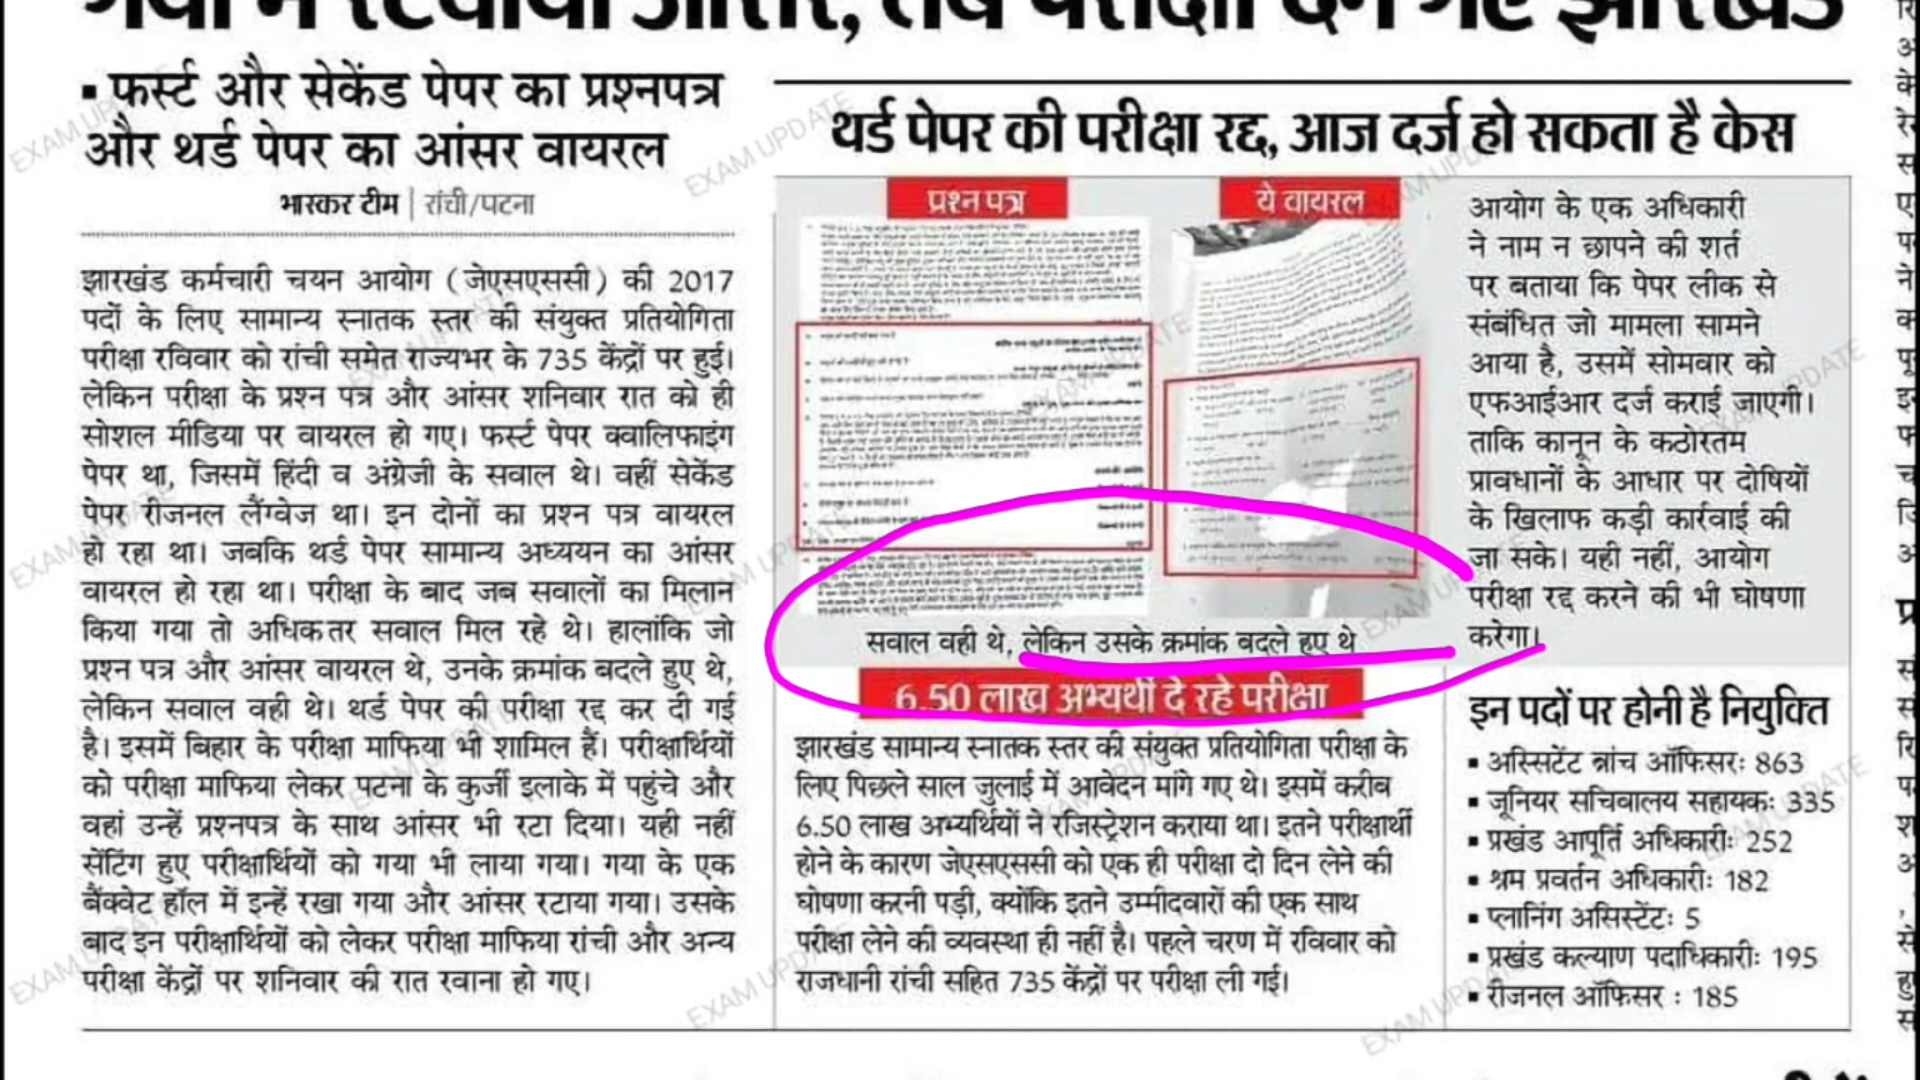 ▪ फर्स्ट और सेकेंड पेपर का प्रश्नपत्र
और थर्ड पेपर का आंसर वायरल
भास्कर टीम | रांची/पटना
झारखंड कर्मचारी चयन आयोग (जेएसएससी) की 2017
पदों के लिए सामान्य स्नातक स्तर की संयुक्त प्रतियोगिता
परीक्षा रविवार को रांची समेत राज्यभर के 735 केंद्रों पर हुई।
लेकिन परीक्षा के प्रश्न पत्र और आंसर शनिवार रात को ही
सोशल मीडिया पर वायरल हो गए। फर्स्ट पेपर क्वालिफाइंग
पेपर था, जिसमें हिंदी व अंग्रेजी के सवाल थे। वहीं सेकेंड
पेपर रीजनल लैंग्वेज था। इन दोनों का प्रश्न पत्र वायरल
हो रहा था। जबकि थर्ड पेपर सामान्य अध्ययन का आंसर
वायरल हो रहा था। परीक्षा के बाद जब सवालों का मिलान
किया गया तो अधिकतर सवाल मिल रहे थे। हालांकि जो
प्रश्न पत्र और आंसर वायरल थे, उनके क्रमांक बदले हुए थे,
लेकिन सवाल वही थे। थर्ड पेपर की परीक्षा रद्द कर दी गई
है। इसमें बिहार के परीक्षा माफिया भी शामिल हैं। परीक्षार्थियों
को परीक्षा माफिया लेकर पटना के कुर्जी इलाके में पहुंचे और
वहां उन्हें प्रश्नपत्र के साथ आंसर भी रटा दिया। यही नहीं
सेटिंग हुए परीक्षार्थियों को गया भी लाया गया। गया के एक
बैंक्वेट हॉल में इन्हें रखा गया और आंसर रटाया गया। उसके
बाद इन परीक्षार्थियों को लेकर परीक्षा माफिया रांची और अन्य
परीक्षा केंद्रों पर शनिवार की रात रवाना हो गए।
थर्ड पेपर की परीक्षा रद्द, आज दर्ज हो सकता है केस
प्रश्न पत्र
ये वायरल
सवाल वही थे, लेकिन उसके क्रमांक बदले हुए थे
आयोग के एक अधिकारी
ने नाम न छापने की शर्त
पर बताया कि पेपर लीक से
संबंधित जो मामला सामने
आया है, उसमें सोमवार को
एफआईआर दर्ज कराई जाएगी।
ताकि कानून के कठोरतम
प्रावधानों के आधार पर दोषियों
के खिलाफ कड़ी कार्रवाई की
जा सके। यही नहीं, आयोग
परीक्षा रद्द करने की भी घोषणा
करेगा।
6.50 लाख अभ्यर्थी दे रहे परीक्षा
झारखंड सामान्य स्नातक स्तर की संयुक्त प्रतियोगिता परीक्षा के
लिए पिछले साल जुलाई में आवेदन मांगे गए थे। इसमें करीब
6.50 लाख अभ्यर्थियों ने रजिस्ट्रेशन कराया था। इतने परीक्षार्थी
होने के कारण जेएसएससी को एक ही परीक्षा दो दिन लेने की
घोषणा करनी पड़ी, क्योंकि इतने उम्मीदवारों की एक साथ
परीक्षा लेने की व्यवस्था ही नहीं है। पहले चरण में रविवार को
राजधानी रांची सहित 735 केंद्रों पर परीक्षा ली गई।
इन पदों पर होनी है नियुक्ति
▪ अस्सिटेंट ब्रांच ऑफिसरः 863
▪ जूनियर सचिवालय सहायकः 335
▪ प्रखंड आपूर्ति अधिकारीः 252
▪ श्रम प्रवर्तन अधिकारीः 182
▪ प्लानिंग असिस्टेंटः 5
▪ प्रखंड कल्याण पदाधिकारीः 195
▪ रीजनल ऑफिसर : 185
EXAM UPDATE